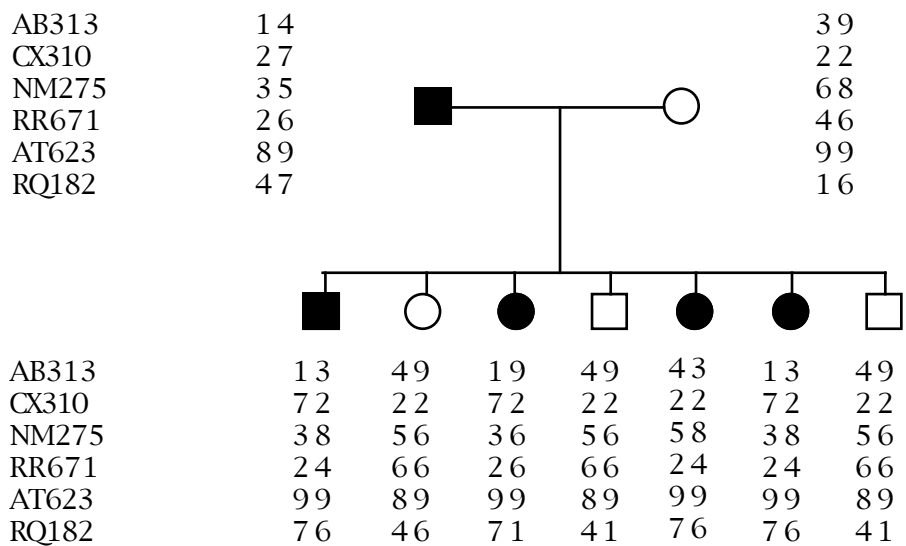 AB313 1 4 3 9
CX310 2 7 2 2
NM275 3 5 6 8
RR671 2 6 4 6
AT623 8 9 9 9
RQ182 4 7 1 6
AB313 1 3 4 9 1 9 4 9 4 3 1 3 4 9
CX310 7 2 2 2 7 2 2 2 2 2 7 2 2 2
NM275 3 8 5 6 3 6 5 6 5 8 3 8 5 6
RR671 2 4 6 6 2 6 6 6 2 4 2 4 6 6
AT623 9 9 8 9 9 9 8 9 9 9 9 9 8 9
RQ182 7 6 4 6 7 1 4 1 7 6 7 6 4 1